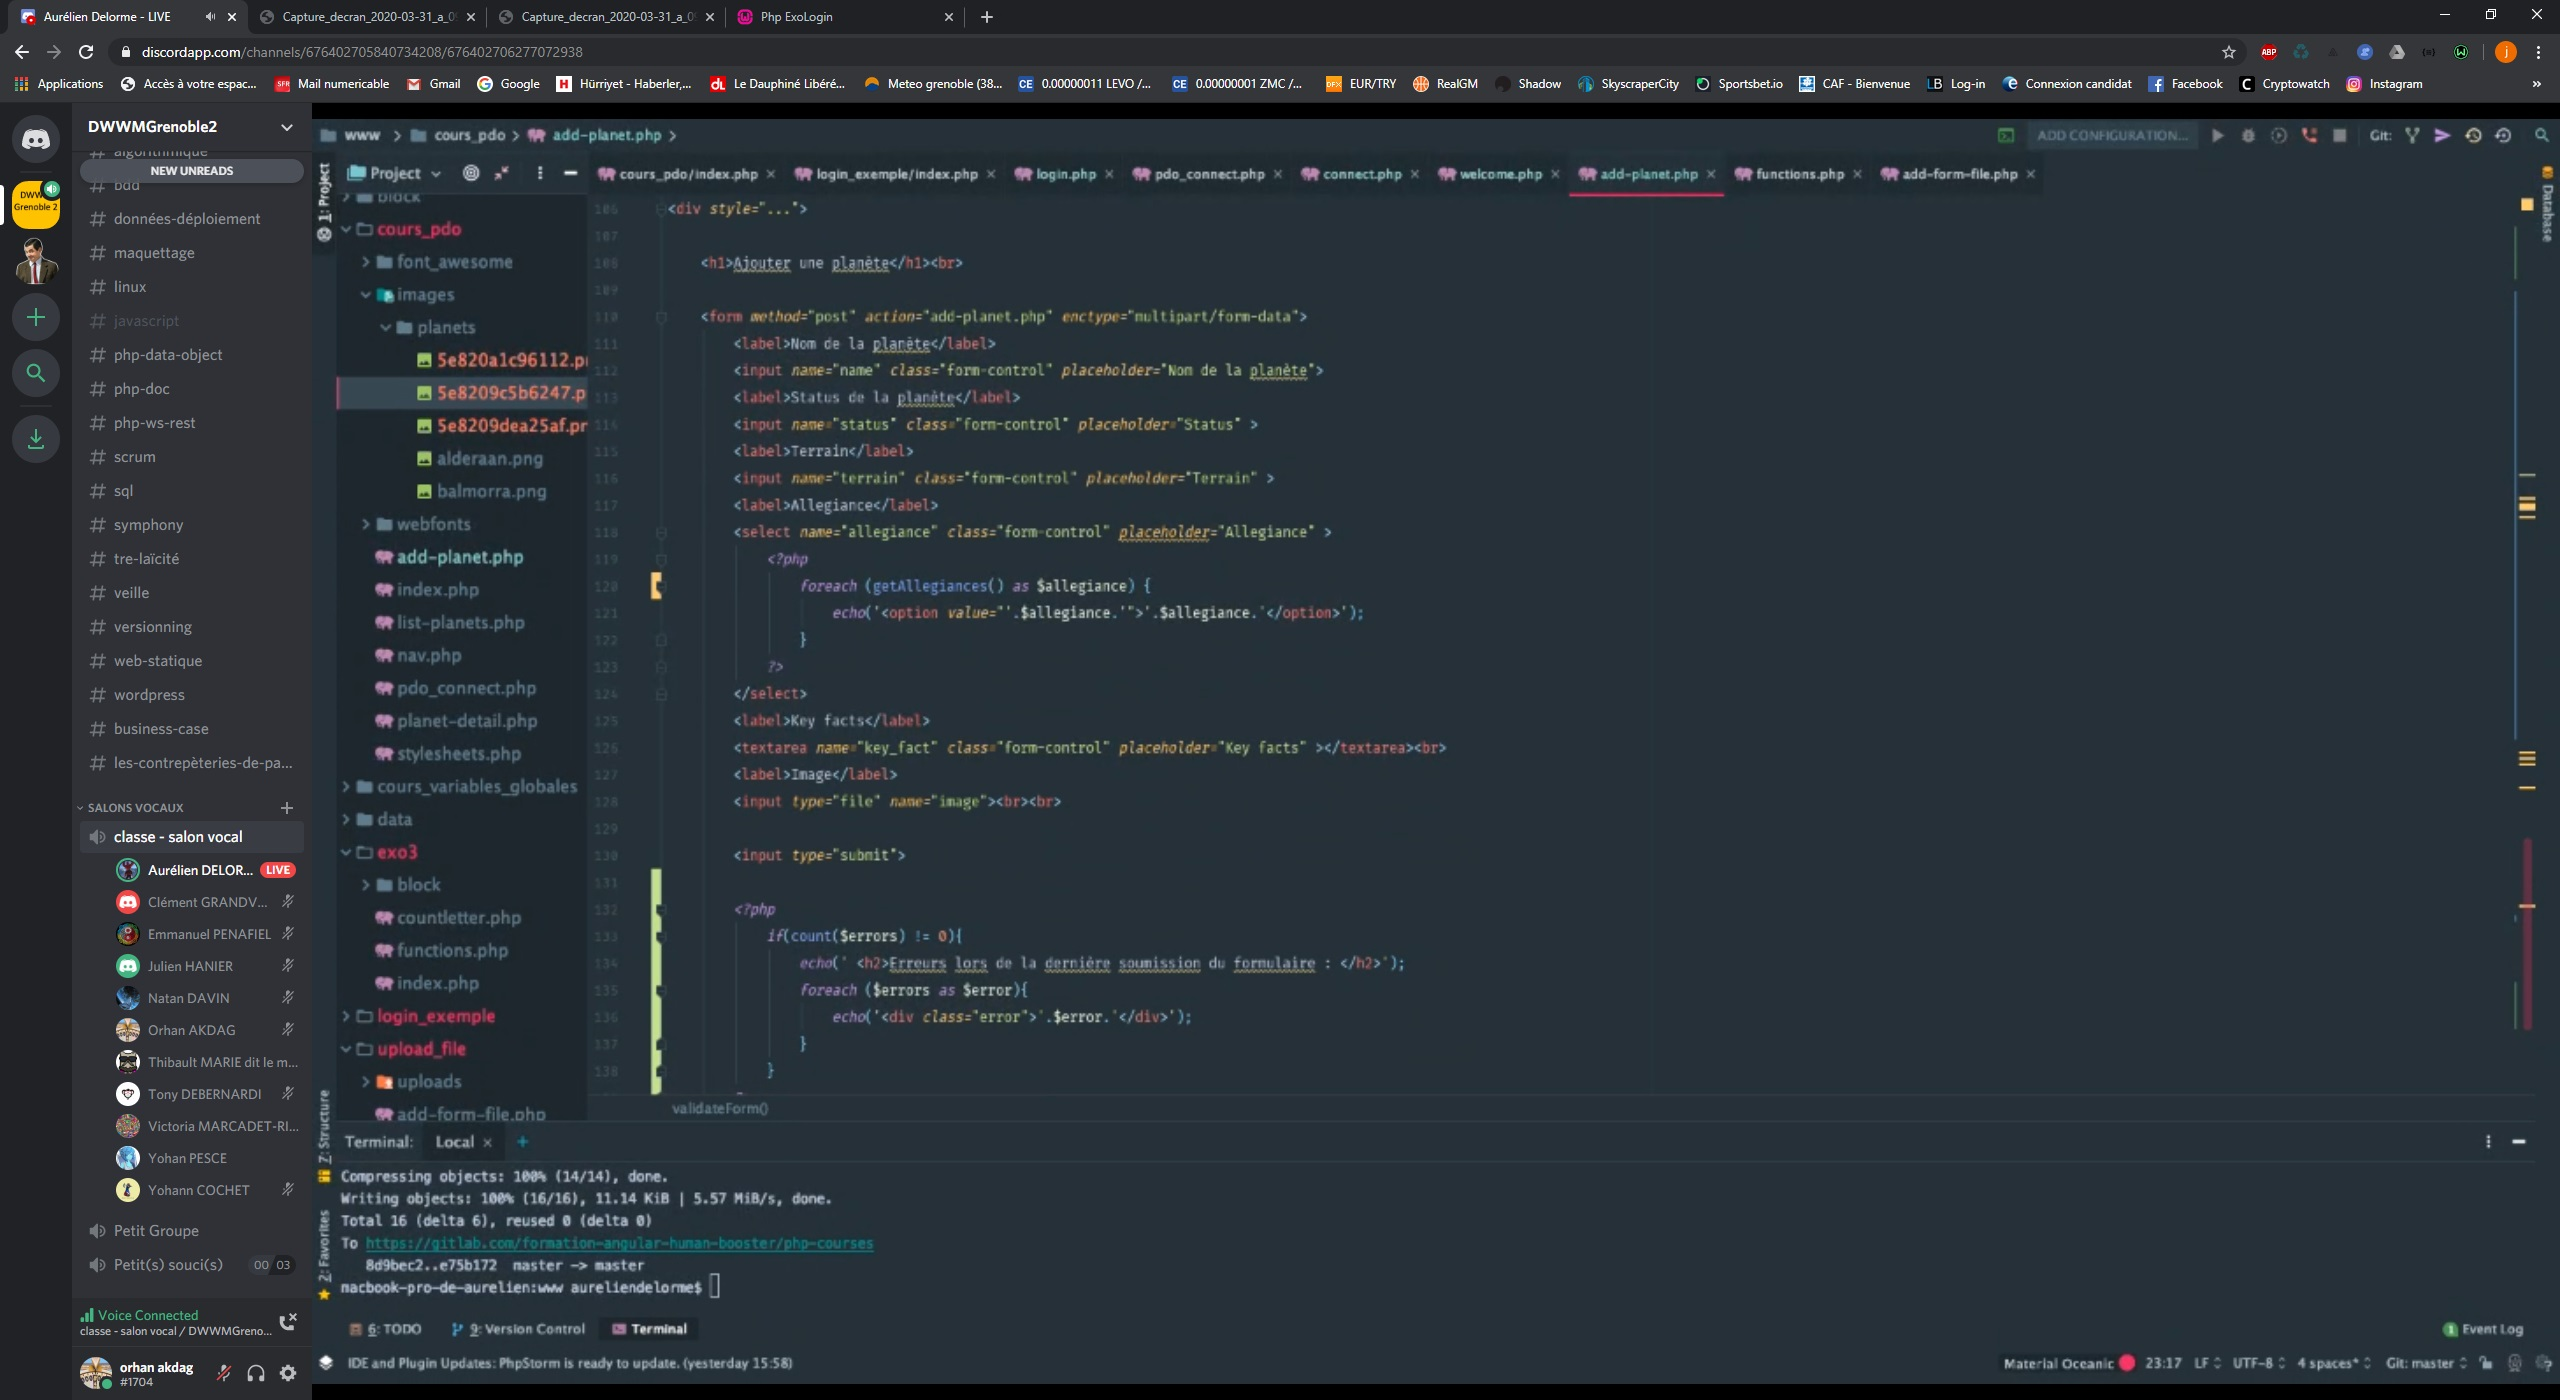 Aurélien Delorme - LIVE
Capture_decran_2020-03-31_a_0
Capture_decran_2020-03-31_a_0
Php ExoLogin
discordapp.com/channels/676402705840734208/676402706277072938
Applications
Accès à votre espac...
Mail numericable
Gmail
Google
Hürriyet - Haberler,...
Le Dauphiné Libéré...
Meteo grenoble (38...
0.00000011 LEVO /...
0.00000001 ZMC /...
EUR/TRY
RealGM
Shadow
SkyscraperCity
Sportsbet.io
CAF - Bienvenue
Log-in
Connexion candidat
Facebook
Cryptowatch
Instagram
DWWMGrenoble2
algorithmique
NEW UNREADS
bdd
données-déploiement
maquettage
linux
javascript
php-data-object
php-doc
php-ws-rest
scrum
sql
symphony
tre-laïcité
veille
versionning
web-statique
wordpress
business-case
les-contrepèteries-de-pa...
SALONS VOCAUX
classe - salon vocal
Aurélien DELOR... LIVE
Clément GRANDV...
Emmanuel PENAFIEL
Julien HANIER
Natan DAVIN
Orhan AKDAG
Thibault MARIE dit le m...
Tony DEBERNARDI
Victoria MARCADET-RI...
Yohan PESCE
Yohann COCHET
Petit Groupe
Petit(s) souci(s) 00 03
Voice Connected
classe - salon vocal / DWWMGreno...
orhan akdag
#1704
www > cours_pdo > add-planet.php >
ADD CONFIGURATION...
Git:
1: Project
Project
cours_pdo/index.php
login_exemple/index.php
login.php
pdo_connect.php
connect.php
welcome.php
add-planet.php
functions.php
add-form-file.php
Database
block
cours_pdo
font_awesome
images
planets
5e820a1c96112.p
5e8209c5b6247.p
5e8209dea25af.pr
alderaan.png
balmorra.png
webfonts
add-planet.php
index.php
list-planets.php
nav.php
pdo_connect.php
planet-detail.php
stylesheets.php
cours_variables_globales
data
exo3
block
countletter.php
functions.php
index.php
login_exemple
upload_file
uploads
add-form-file.php
106 <div style="...">
107
108 <h1>Ajouter une planète</h1><br>
109
110 <form method="post" action="add-planet.php" enctype="multipart/form-data">
111 <label>Nom de la planète</label>
112 <input name="name" class="form-control" placeholder="Nom de la planète">
113 <label>Status de la planète</label>
114 <input name="status" class="form-control" placeholder="Status" >
115 <label>Terrain</label>
116 <input name="terrain" class="form-control" placeholder="Terrain" >
117 <label>Allegiance</label>
118 <select name="allegiance" class="form-control" placeholder="Allegiance" >
119 <?php
120 foreach (getAllegiances() as $allegiance) {
121 echo('<option value="'.$allegiance.'">'.$allegiance.'</option>');
122 }
123 ?>
124 </select>
125 <label>Key facts</label>
126 <textarea name="key_fact" class="form-control" placeholder="Key facts" ></textarea><br>
127 <label>Image</label>
128 <input type="file" name="image"><br><br>
129
130 <input type="submit">
131
132 <?php
133 if(count($errors) != 0){
134 echo(' <h2>Erreurs lors de la dernière soumission du formulaire : </h2>');
135 foreach ($errors as $error){
136 echo('<div class="error">'.$error.'</div>');
137 }
138 }
validateForm()
7: Structure
2: Favorites
Terminal: Local
Compressing objects: 100% (14/14), done.
Writing objects: 100% (16/16), 11.14 KiB | 5.57 MiB/s, done.
Total 16 (delta 6), reused 0 (delta 0)
To https://gitlab.com/formation-angular-human-booster/php-courses
8d9bec2..e75b172 master -> master
macbook-pro-de-aurelien:www aureliendelorme$
6: TODO
9: Version Control
Terminal
1 Event Log
IDE and Plugin Updates: PhpStorm is ready to update. (yesterday 15:58)
Material Oceanic 23:17 LF UTF-8 4 spaces* Git: master